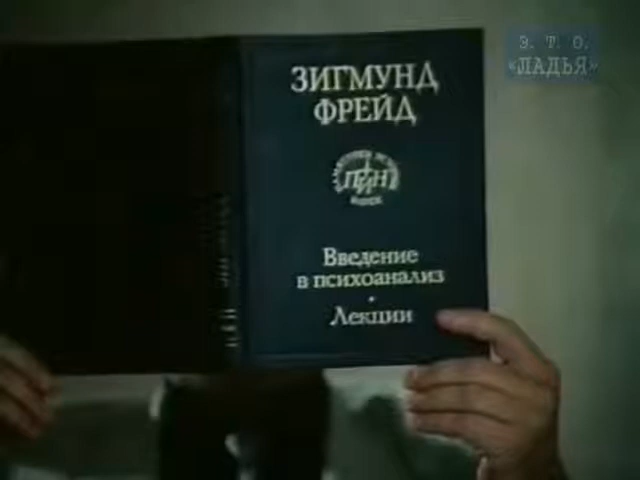 З. Т. О.
«ЛАДЬЯ»
ЗИГМУНД
ФРЕЙД
Введение
в психоанализ
Лекции